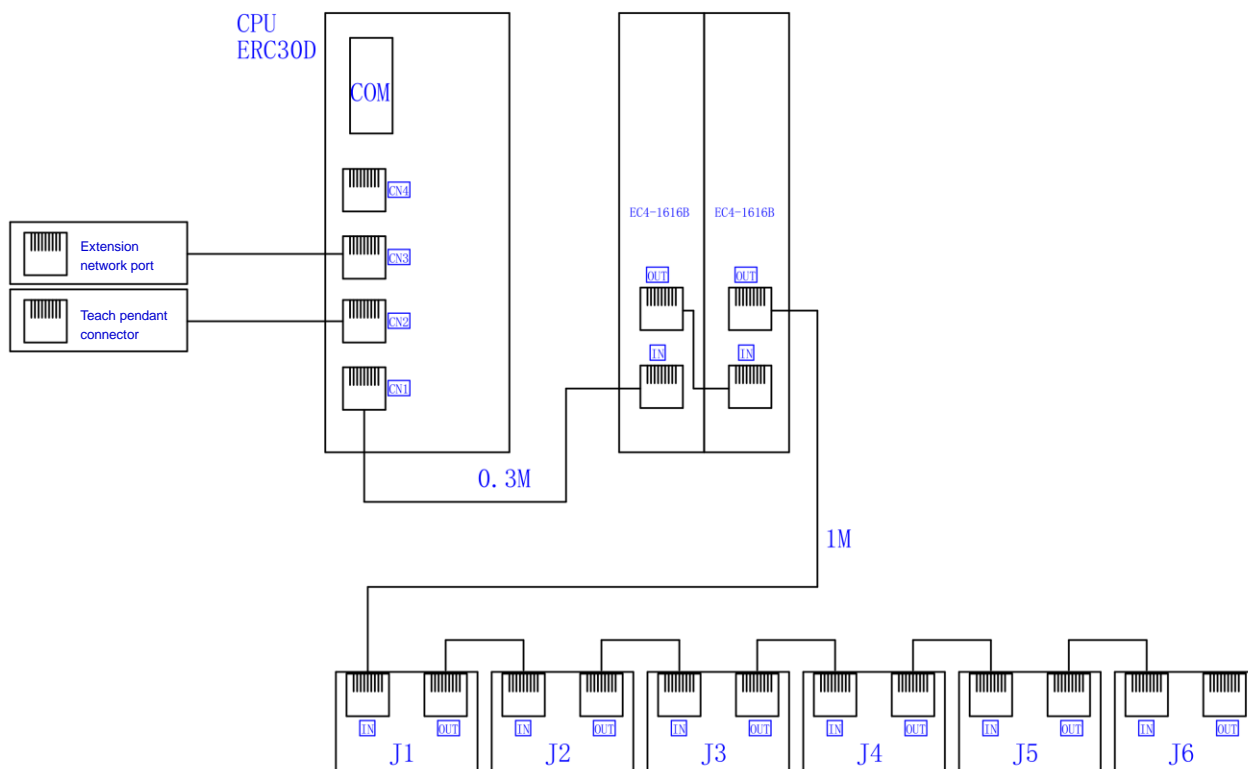 CPU
ERC30D
COM
CN4
CN3
CN2
CN1
Extension
network port
Teach pendant
connector
EC4-1616B
EC4-1616B
OUT
OUT
IN
IN
0.3M
1M
IN
OUT
IN
OUT
IN
OUT
IN
OUT
IN
OUT
IN
OUT
J1
J2
J3
J4
J5
J6